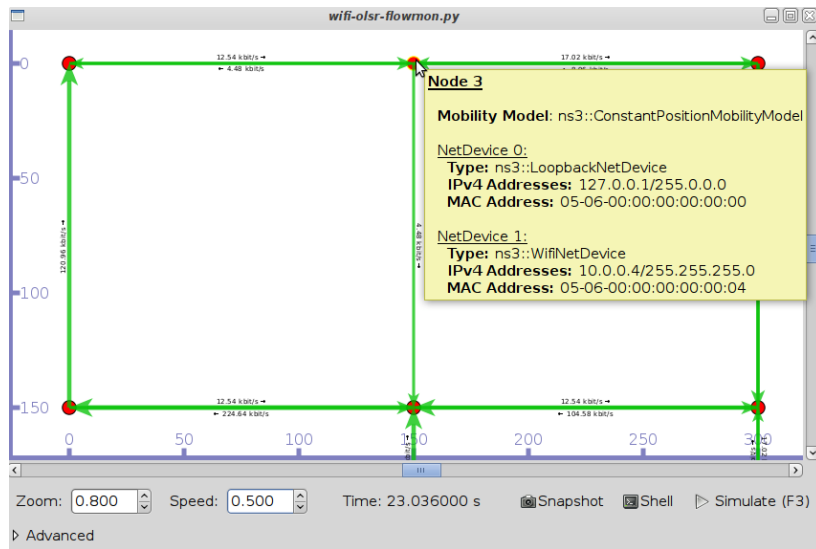 wifi-olsr-flowmon.py
0
12.54 kbit/s →
← 4.48 kbit/s
17.02 kbit/s →
Node 3
Mobility Model: ns3::ConstantPositionMobilityModel
NetDevice 0:
Type: ns3::LoopbackNetDevice
IPv4 Addresses: 127.0.0.1/255.0.0.0
MAC Address: 05-06-00:00:00:00:00:00
NetDevice 1:
Type: ns3::WifiNetDevice
IPv4 Addresses: 10.0.0.4/255.255.255.0
MAC Address: 05-06-00:00:00:00:00:04
50
120.96 kbit/s →
4.48 kbit/s →
100
150
12.54 kbit/s →
← 224.64 kbit/s
12.54 kbit/s →
← 104.58 kbit/s
0 50 100 150 200 250 300
Zoom: 0.800 Speed: 0.500 Time: 23.036000 s Snapshot Shell Simulate (F3)
Advanced